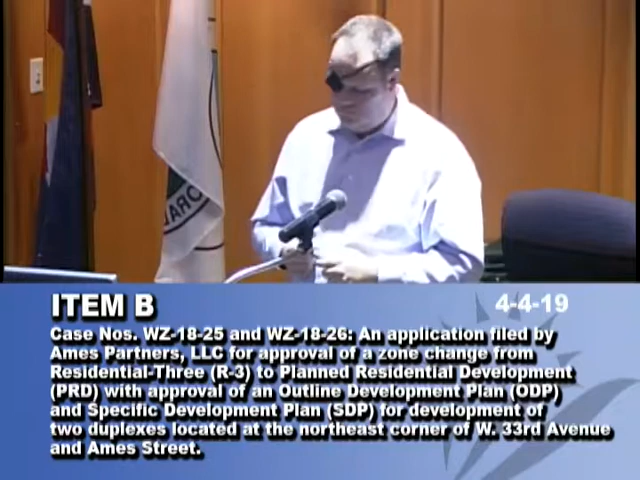 ORAD
ITEM B
4-4-19
Case Nos. WZ-18-25 and WZ-18-26: An application filed by
Ames Partners, LLC for approval of a zone change from
Residential-Three (R-3) to Planned Residential Development
(PRD) with approval of an Outline Development Plan (ODP)
and Specific Development Plan (SDP) for development of
two duplexes located at the northeast corner of W. 33rd Avenue
and Ames Street.